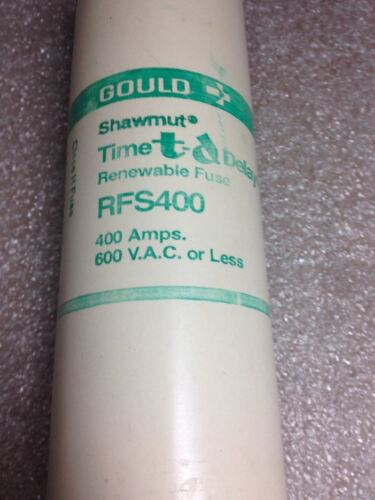 GOULD
Shawmut®
Time t-d Delay
Renewable Fuse
RFS400
400 Amps.
600 V.A.C. or Less